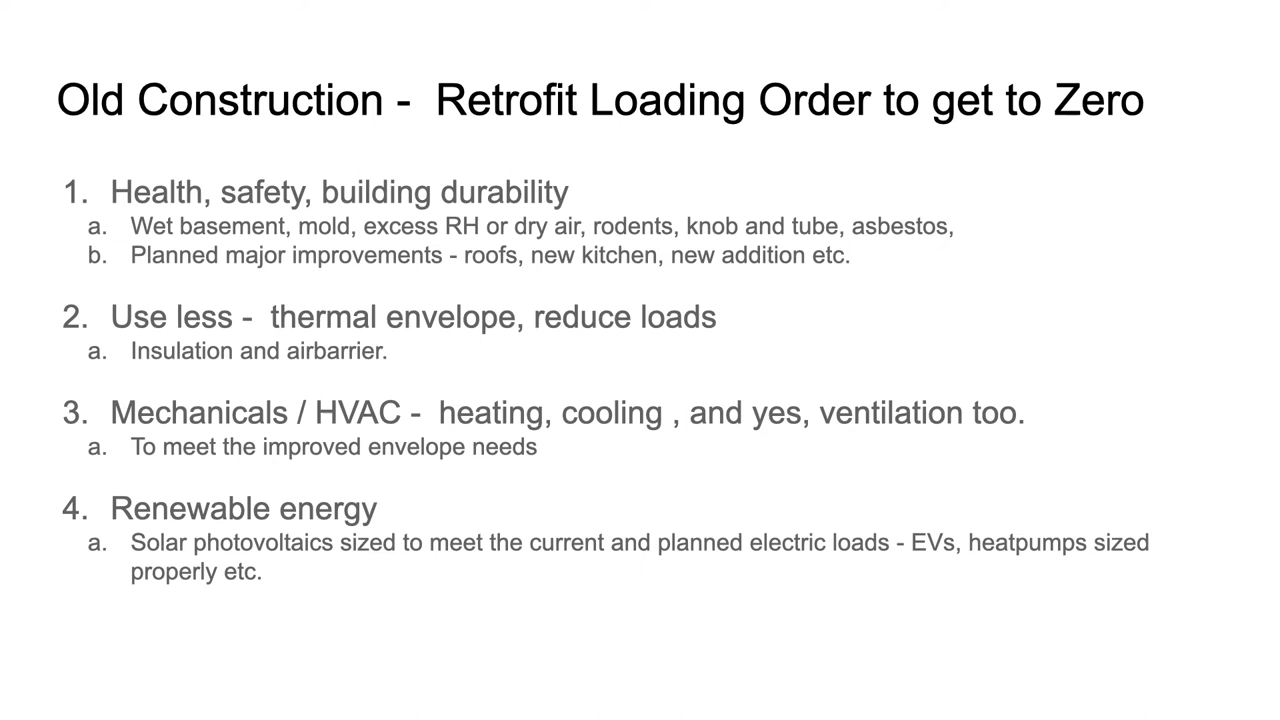 Old Construction -  Retrofit Loading Order to get to Zero
1. Health, safety, building durability
a. Wet basement, mold, excess RH or dry air, rodents, knob and tube, asbestos,
b. Planned major improvements - roofs, new kitchen, new addition etc.
2. Use less -  thermal envelope, reduce loads
a. Insulation and airbarrier.
3. Mechanicals / HVAC -  heating, cooling , and yes, ventilation too.
a. To meet the improved envelope needs
4. Renewable energy
a. Solar photovoltaics sized to meet the current and planned electric loads - EVs, heatpumps sized
properly etc.